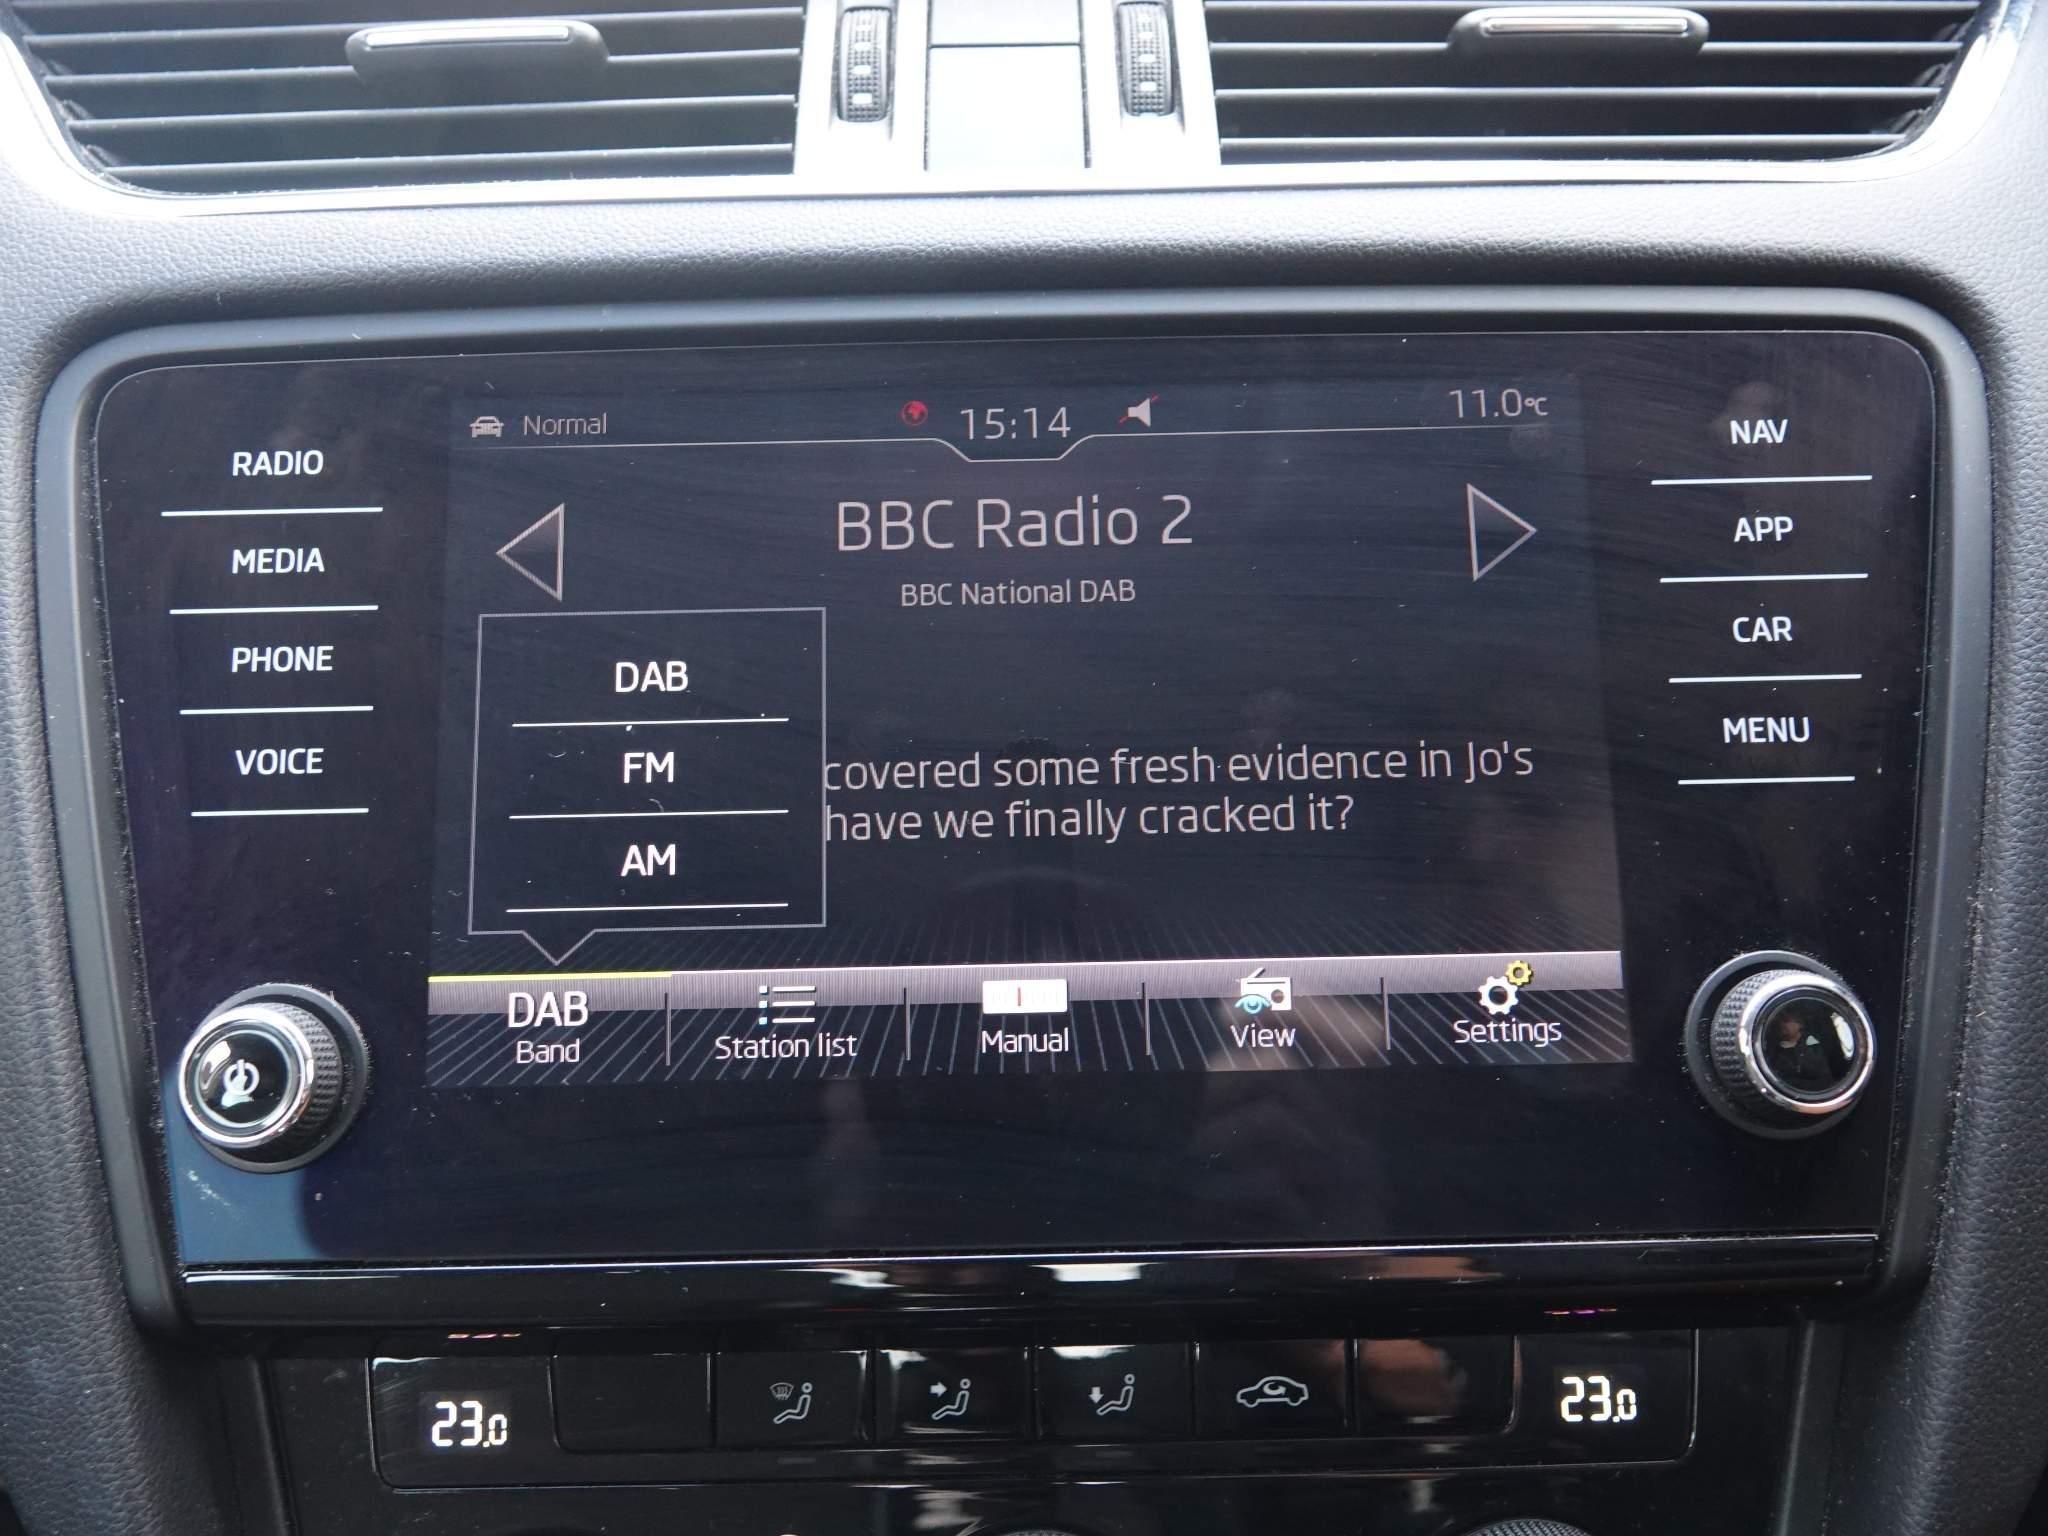 Normal 15:14 11.0°C
RADIO
MEDIA
PHONE
VOICE
BBC Radio 2
BBC National DAB
DAB
FM
AM
covered some fresh evidence in Jo's
have we finally cracked it?
DAB
Band
Station list
Manual
View
Settings
NAV
APP
CAR
MENU
23.0
23.0